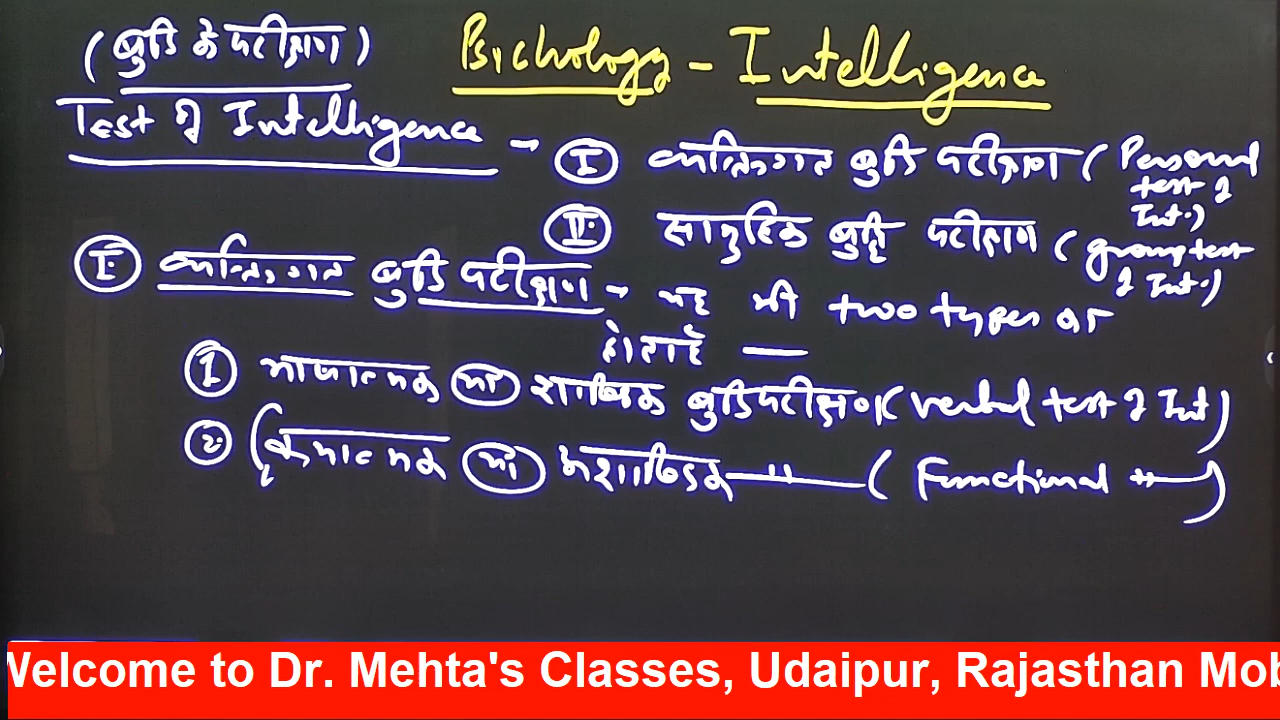 Psichology - Intelligence
(बुद्धि के परीक्षण)
Test of Intelligence -
Ⅰ व्यक्तिगत बुद्धि परीक्षण (Personal test of Int.)
Ⅱ. सामुहिक बुद्धि परीक्षण (group test of Int.)
Ⅰ. व्यक्तिगत बुद्धि परीक्षण - यह भी two types का
होता है —
1 भाषात्मक या शाब्दिक बुद्धि परीक्षण (verbal test of Int)
2. क्रियात्मक या अशाब्दिक —〃— (Functional 〃—)
Welcome to Dr. Mehta's Classes, Udaipur, Rajasthan Mob